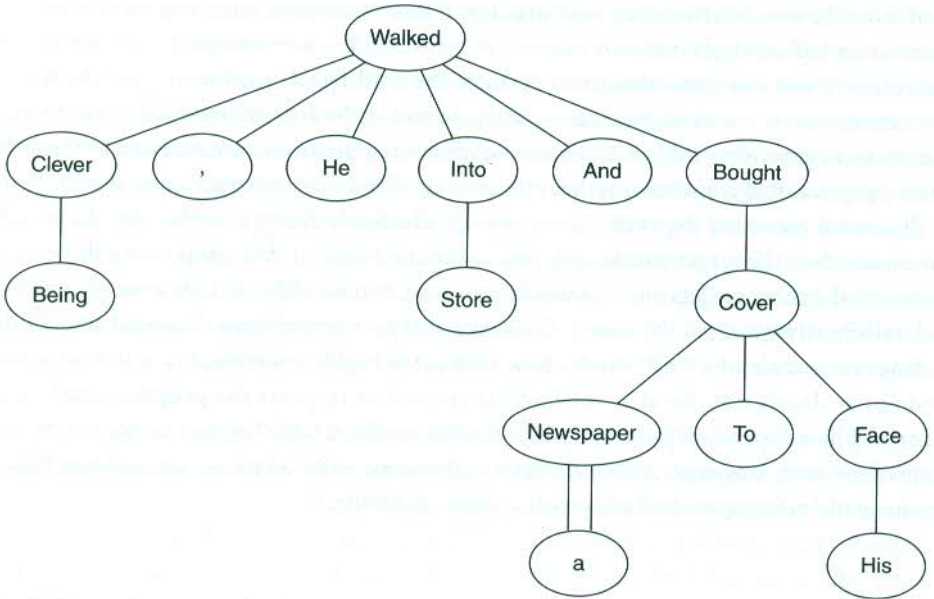 Walked
Clever , He Into And Bought
Being Store Cover
Newspaper To Face
a His